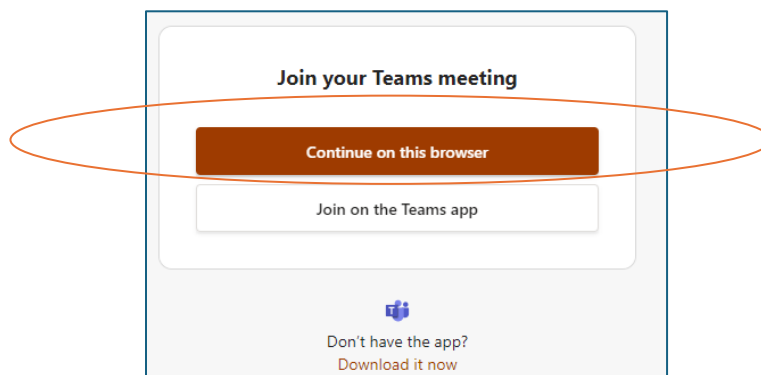 Join your Teams meeting
Continue on this browser
Join on the Teams app
Don't have the app?
Download it now